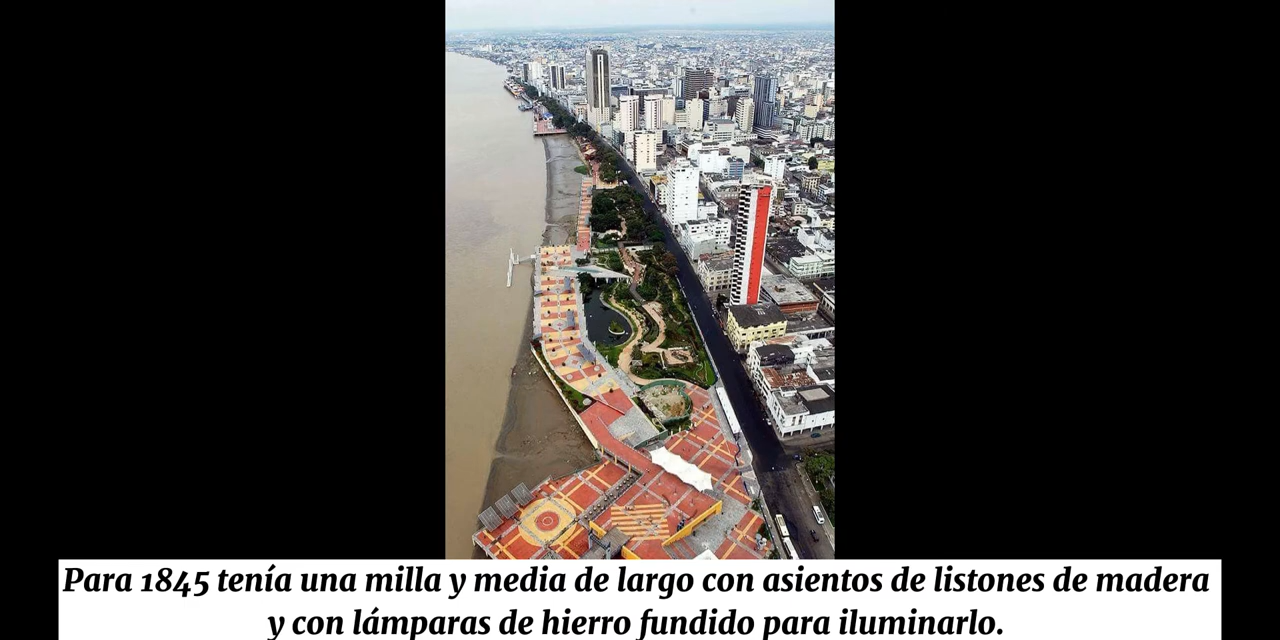 Para 1845 tenía una milla y media de largo con asientos de listones de madera
y con lámparas de hierro fundido para iluminarlo.